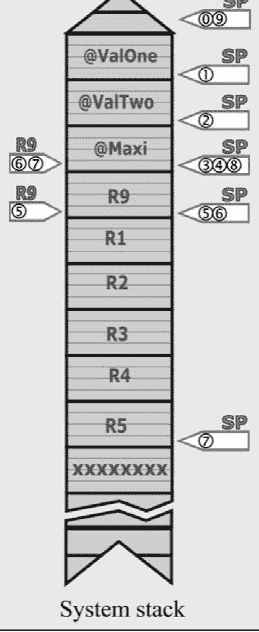 SP
⓪⑨
@ValOne
SP
①
@ValTwo
SP
②
@Maxi
R9
⑥⑦
SP
③④⑧
R9
R9
⑤
SP
⑤⑥
R1
R2
R3
R4
R5
SP
⑦
xxxxxxxx
System stack